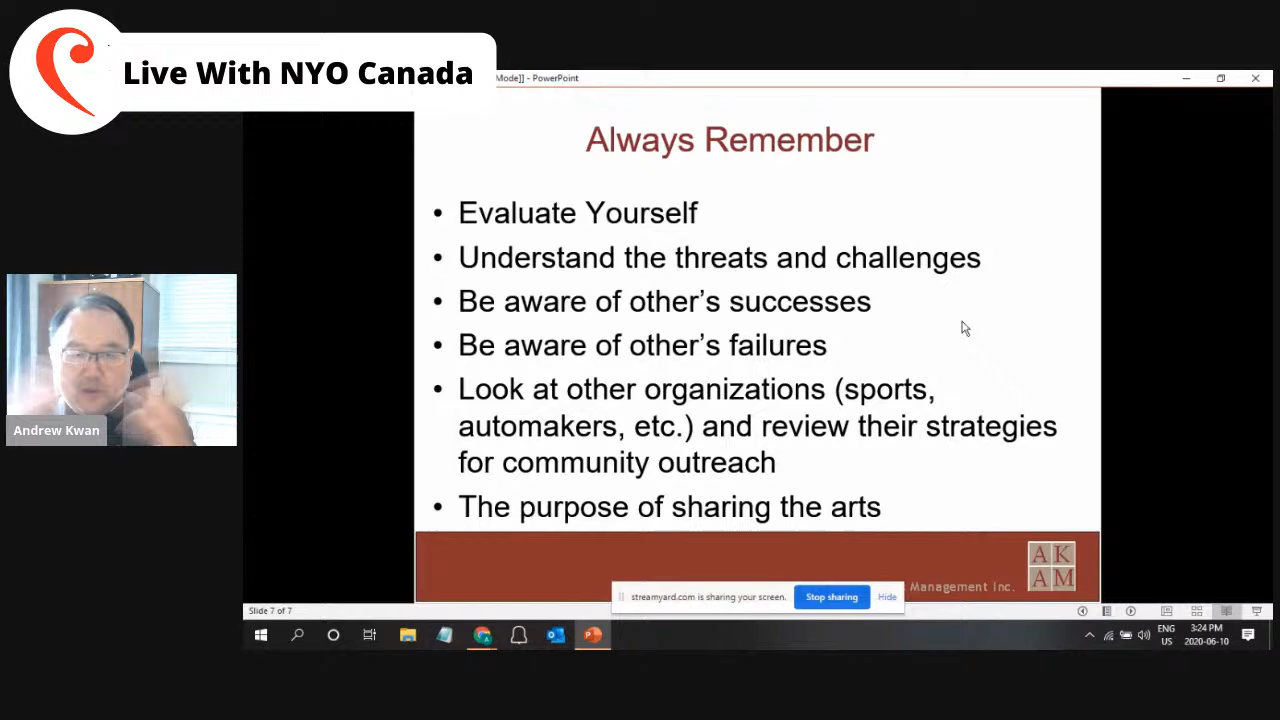 Live With NYO Canada
Mode]] - PowerPoint
Always Remember
• Evaluate Yourself
• Understand the threats and challenges
• Be aware of other's successes
• Be aware of other's failures
• Look at other organizations (sports,
automakers, etc.) and review their strategies
for community outreach
• The purpose of sharing the arts
Andrew Kwan
AK
AM
Management Inc.
streamyard.com is sharing your screen.
Stop sharing
Hide
Slide 7 of 7
ENG
US
3:24 PM
2020-06-10